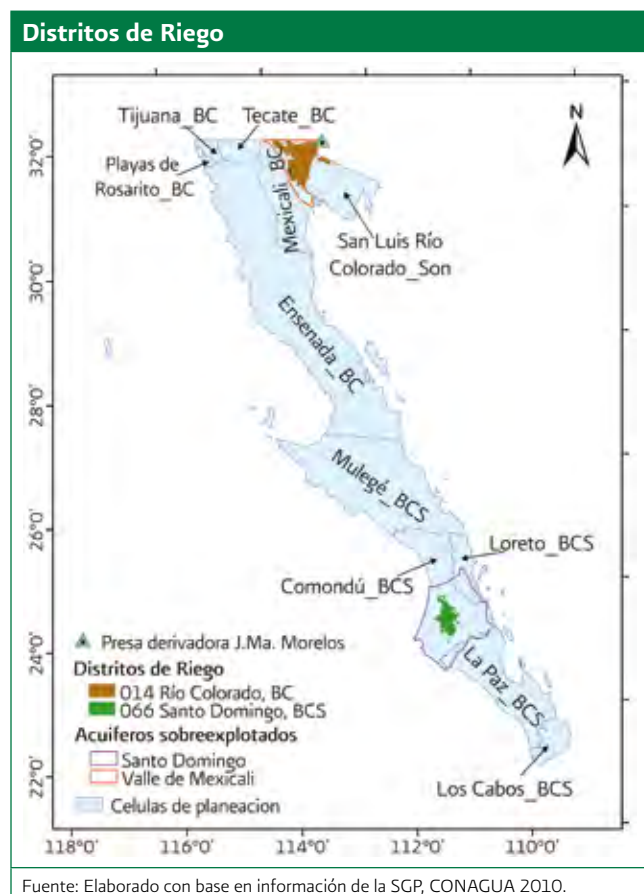 Distritos de Riego
Tijuana_BC
Tecate_BC
N
Playas de
Rosarito_BC
Mexicali_BC
San Luis Río
Colorado_Son
Ensenada_BC
Mulegé_BCS
Loreto_BCS
Comondú_BCS
La Paz_BCS
Los Cabos_BCS
32°0'
30°0'
28°0'
26°0'
24°0'
22°0'
Presa derivadora J.Ma. Morelos
Distritos de Riego
014 Río Colorado, BC
066 Santo Domingo, BCS
Acuiferos sobreexplotados
Santo Domingo
Valle de Mexicali
Celulas de planeacion
118°0' 116°0' 114°0' 112°0' 110°0'
Fuente: Elaborado con base en información de la SGP, CONAGUA 2010.